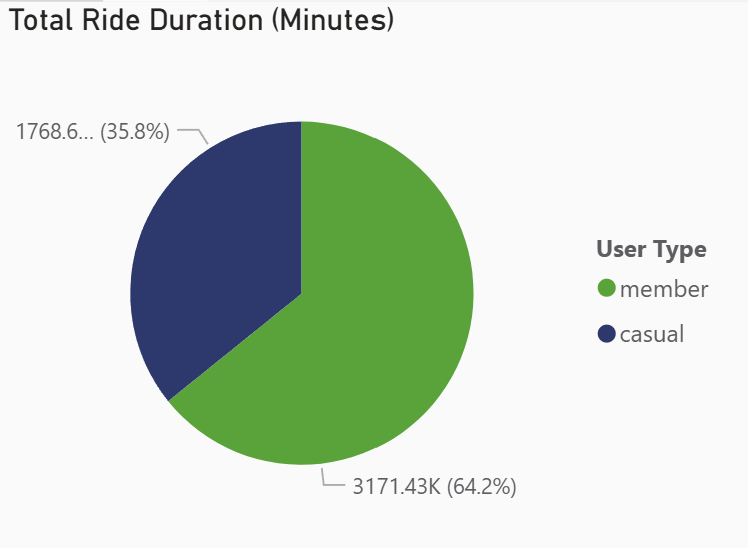 Total Ride Duration (Minutes)
1768.6... (35.8%)
User Type
member
casual
3171.43K (64.2%)